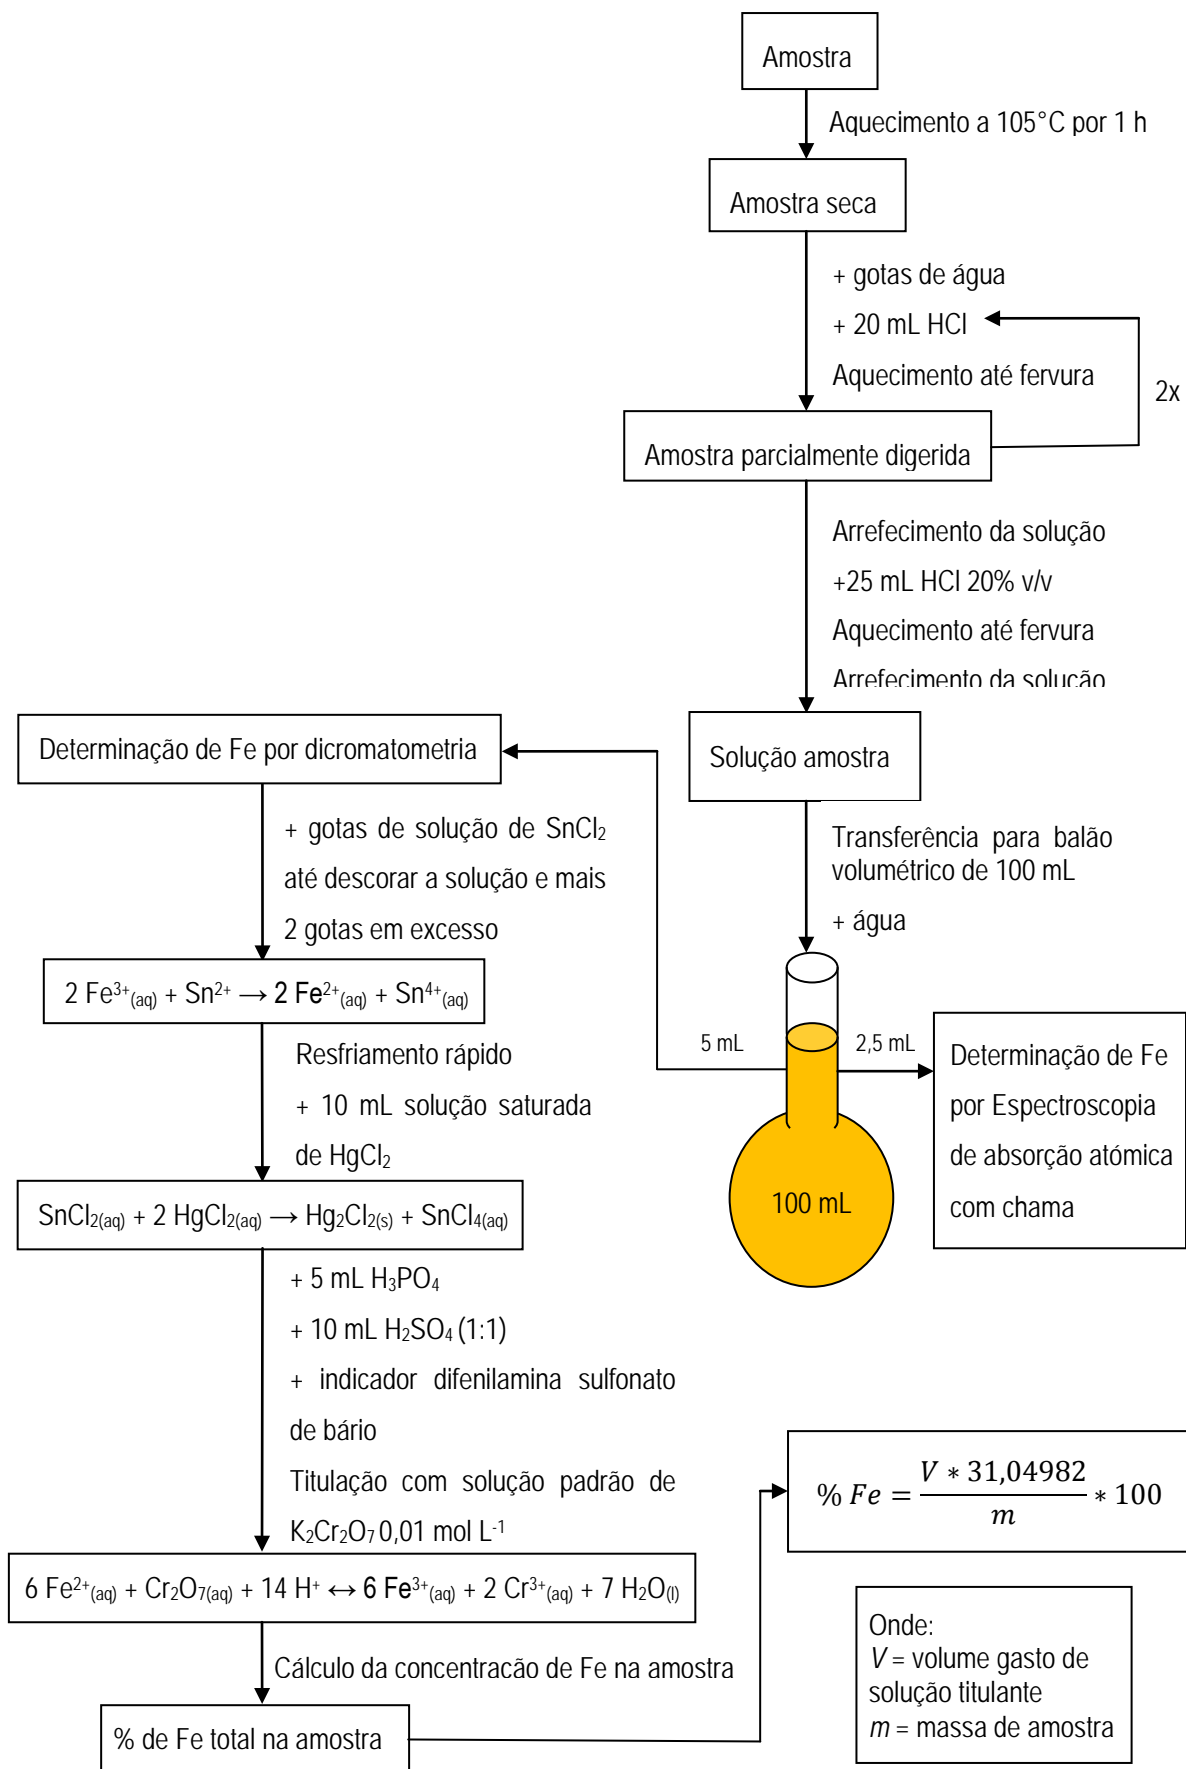 Amostra
Aquecimento a 105°C por 1 h
Amostra seca
+ gotas de água
+ 20 mL HCl
Aquecimento até fervura
2x
Amostra parcialmente digerida
Arrefecimento da solução
+25 mL HCl 20% v/v
Aquecimento até fervura
Arrefecimento da solução
Solução amostra
Transferência para balão
volumétrico de 100 mL
+ água
100 mL
2,5 mL
Determinação de Fe
por Espectroscopia
de absorção atómica
com chama
5 mL
Determinação de Fe por dicromatometria
+ gotas de solução de SnCl₂
até descorar a solução e mais
2 gotas em excesso
2 Fe³⁺(aq) + Sn²⁺ → 2 Fe²⁺(aq) + Sn⁴⁺(aq)
Resfriamento rápido
+ 10 mL solução saturada
de HgCl₂
SnCl₂(aq) + 2 HgCl₂(aq) → Hg₂Cl₂(s) + SnCl₄(aq)
+ 5 mL H₃PO₄
+ 10 mL H₂SO₄ (1:1)
+ indicador difenilamina sulfonato
de bário
Titulação com solução padrão de
K₂Cr₂O₇ 0,01 mol L⁻¹
6 Fe²⁺(aq) + Cr₂O₇(aq) + 14 H⁺ ↔ 6 Fe³⁺(aq) + 2 Cr³⁺(aq) + 7 H₂O(l)
Cálculo da concentracão de Fe na amostra
% de Fe total na amostra
% Fe = V * 31,04982 / m * 100
Onde:
V = volume gasto de
solução titulante
m = massa de amostra